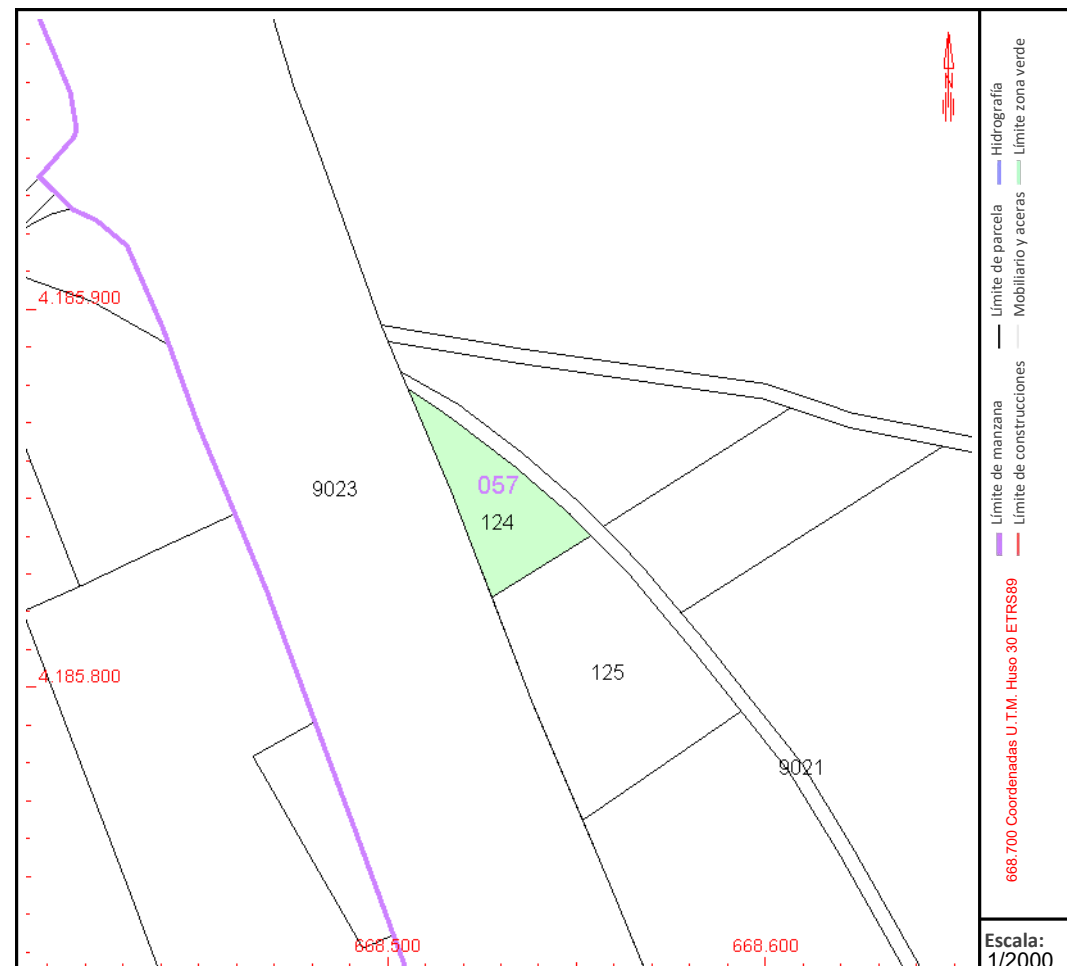 N
4.185.900
057
9023
124
4.185.800
125
9021
668.500
668.600
Hidrografía
Límite zona verde
Límite de parcela
Mobiliario y aceras
Límite de manzana
Límite de construcciones
668.700 Coordenadas U.T.M. Huso 30 ETRS89
Escala:
1/2000